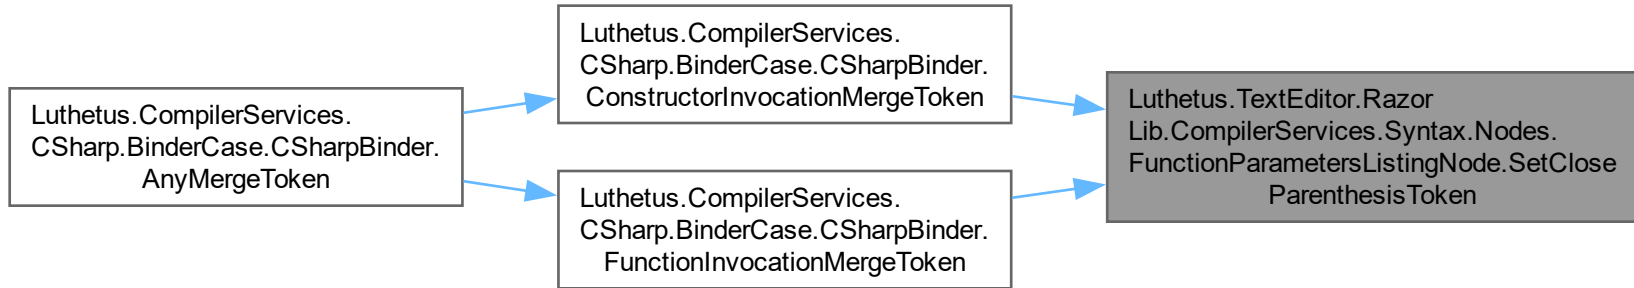 Luthetus.CompilerServices.
CSharp.BinderCase.CSharpBinder.
AnyMergeToken
Luthetus.CompilerServices.
CSharp.BinderCase.CSharpBinder.
ConstructorInvocationMergeToken
Luthetus.CompilerServices.
CSharp.BinderCase.CSharpBinder.
FunctionInvocationMergeToken
Luthetus.TextEditor.Razor
Lib.CompilerServices.Syntax.Nodes.
FunctionParametersListingNode.SetClose
ParenthesisToken